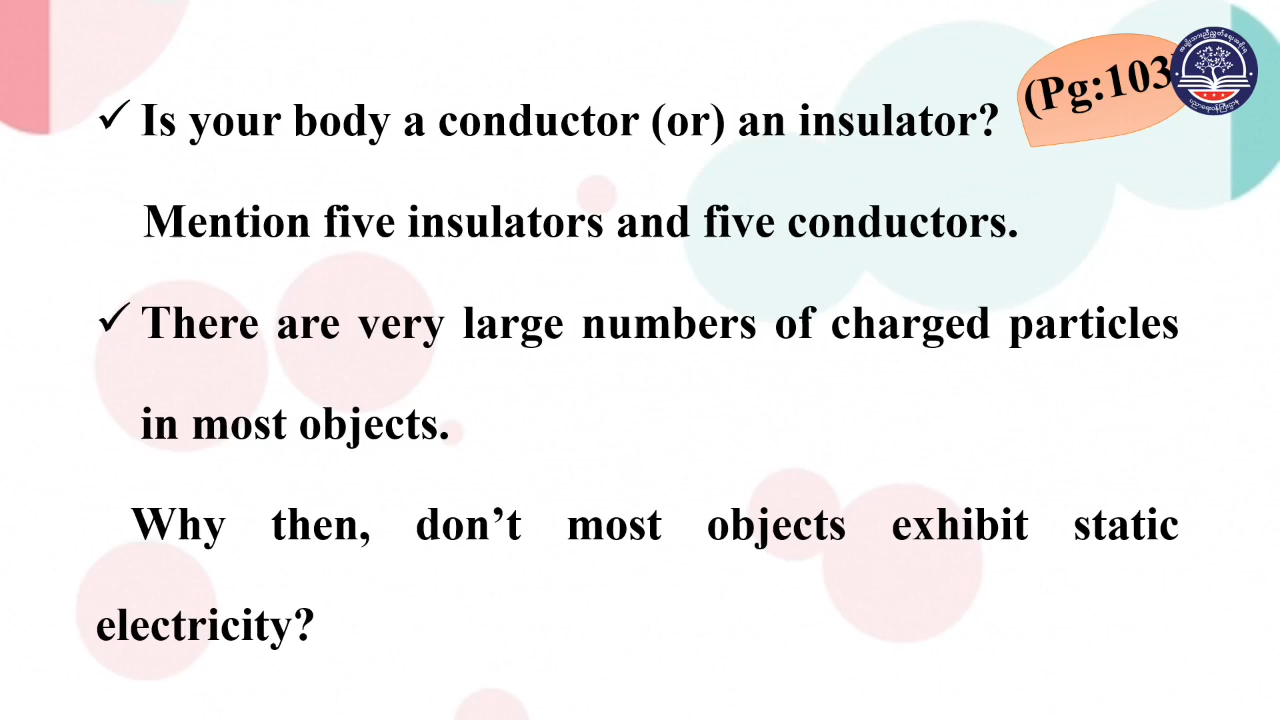 (Pg:103
✓ Is your body a conductor (or) an insulator?
Mention five insulators and five conductors.
✓ There are very large numbers of charged particles
in most objects.
Why then, don’t most objects exhibit static
electricity?